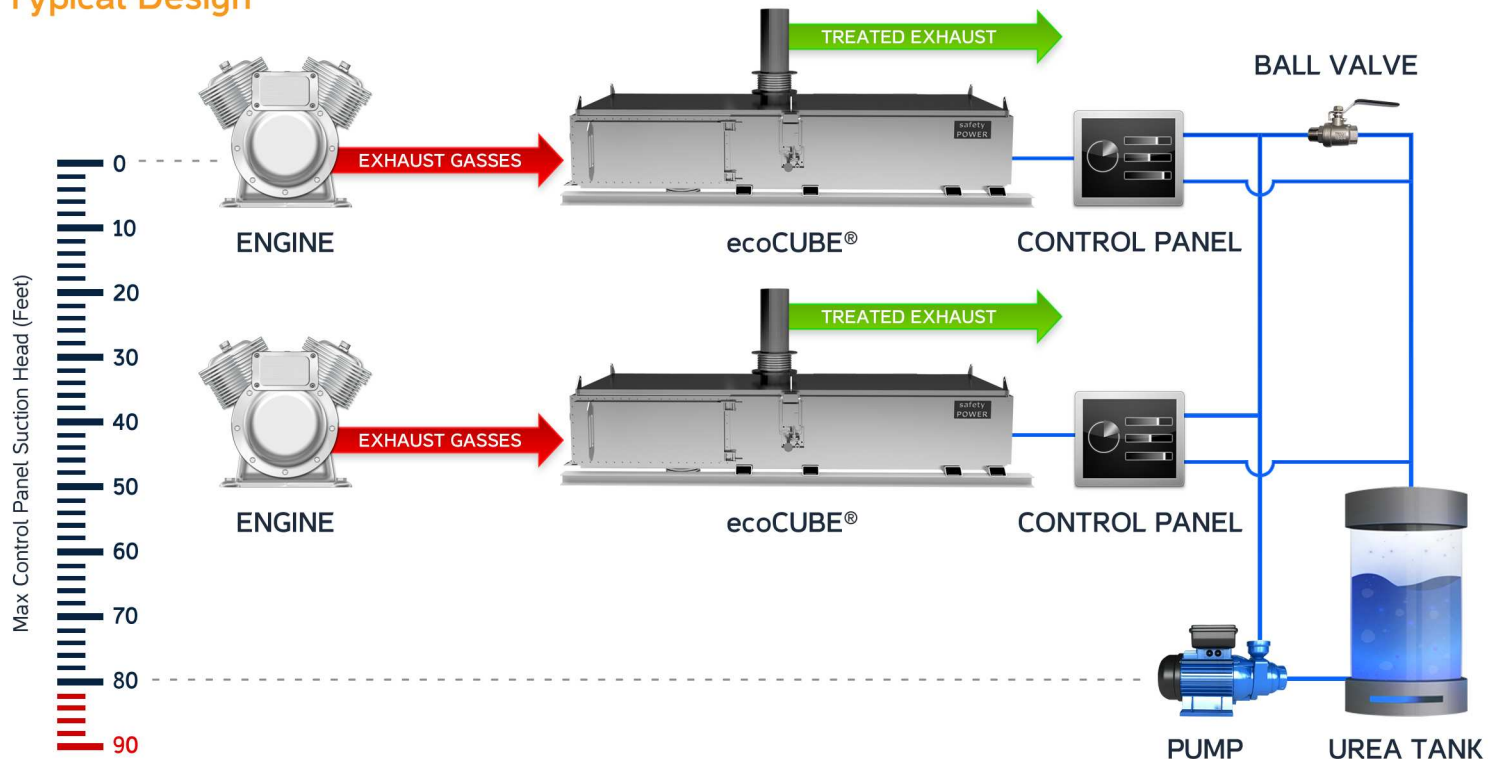 Typical Design
TREATED EXHAUST
BALL VALVE
safety
POWER
EXHAUST GASSES
ENGINE
ecoCUBE®
CONTROL PANEL
TREATED EXHAUST
safety
POWER
EXHAUST GASSES
ENGINE
ecoCUBE®
CONTROL PANEL
PUMP
UREA TANK
Max Control Panel Suction Head (Feet)
0
10
20
30
40
50
60
70
80
90